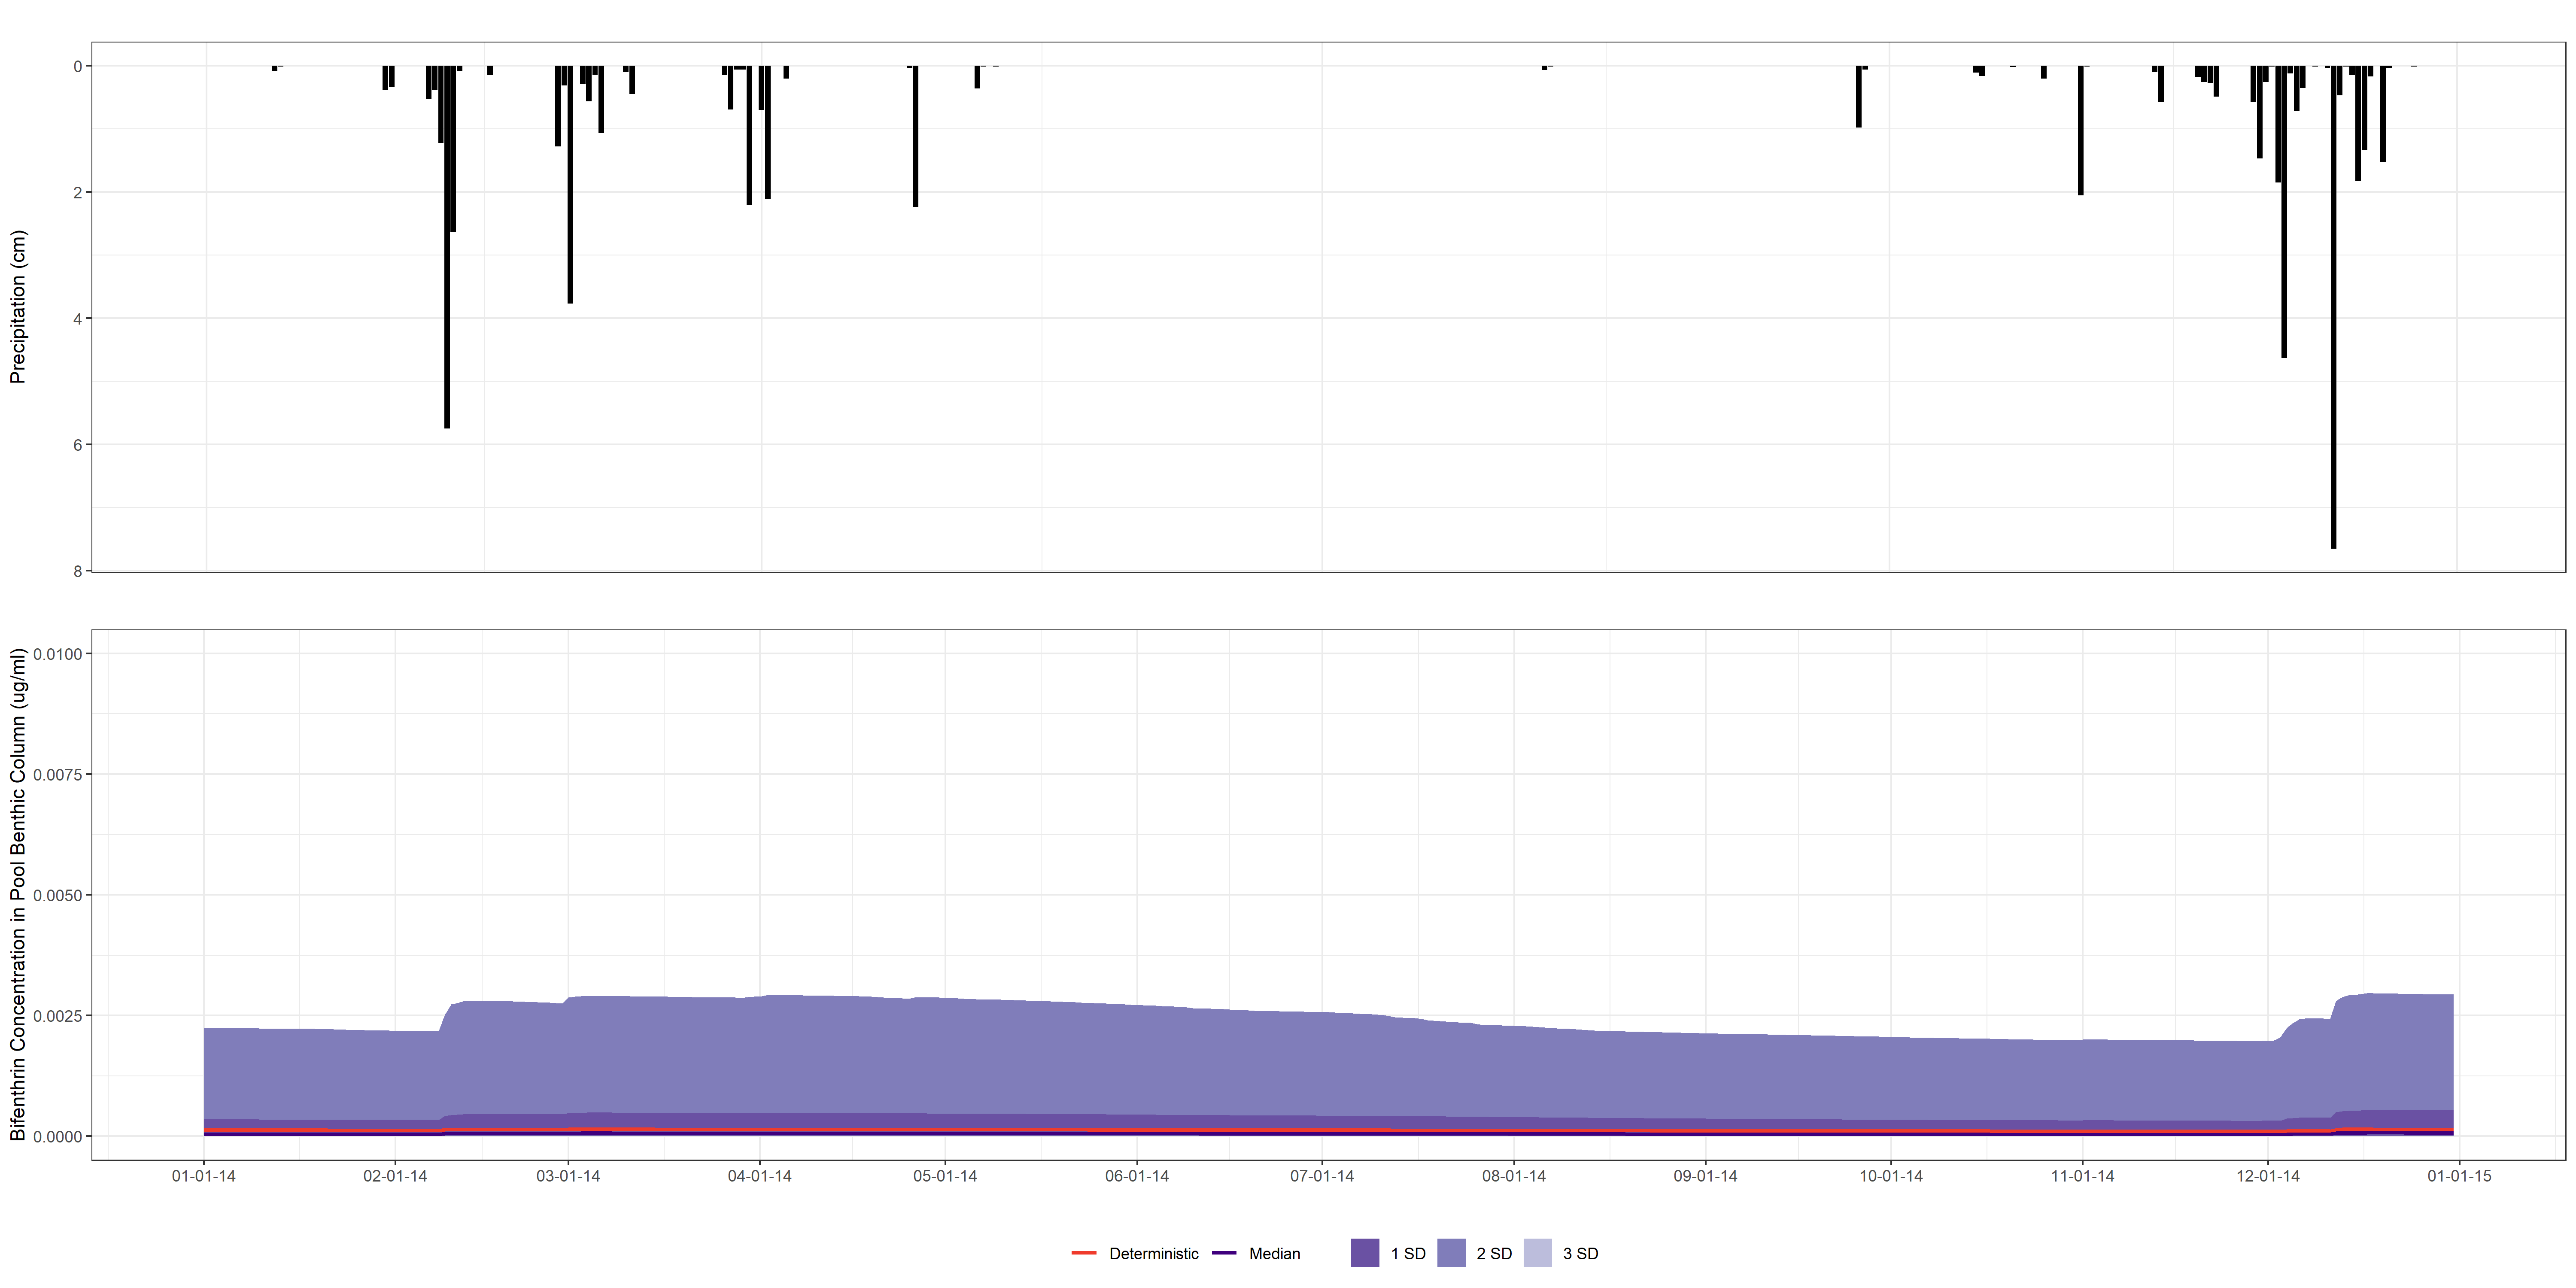 Precipitation (cm)
0
2
4
6
8
Bifenthrin Concentration in Pool Benthic Column (ug/ml)
0.0100
0.0075
0.0050
0.0025
0.0000
01-01-14 02-01-14 03-01-14 04-01-14 05-01-14 06-01-14 07-01-14 08-01-14 09-01-14 10-01-14 11-01-14 12-01-14 01-01-15
Deterministic Median 1 SD 2 SD 3 SD